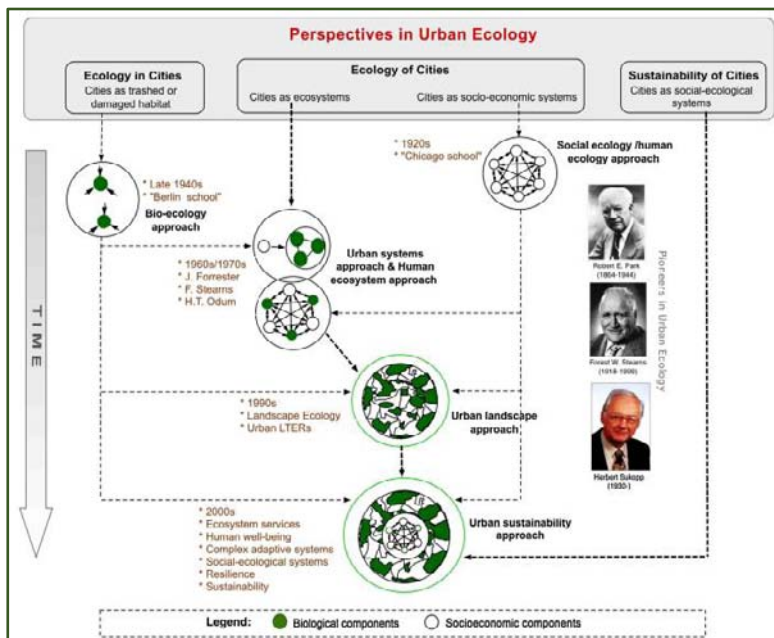 Perspectives in Urban Ecology
Ecology in Cities
Cities as trashed or
damaged habitat
Ecology of Cities
Cities as ecosystems
Cities as socio-economic systems
Sustainability of Cities
Cities as social-ecological
systems
* 1920s
* "Chicago school"
Social ecology /human
ecology approach
* Late 1940s
* "Berlin school"
Bio-ecology
approach
Urban systems
approach & Human
ecosystem approach
* 1960s/1970s
* J. Forrester
* F. Stearns
* H.T. Odum
Robert E. Park
(1864-1944)
Forest W. Stearns
(1918-1999)
Herbert Sukopp
(1930-)
Pioneers in Urban Ecology
TIME
* 1990s
* Landscape Ecology
* Urban LTERs
Urban landscape
approach
* 2000s
* Ecosystem services
* Human well-being
* Complex adaptive systems
* Social-ecological systems
* Resilience
* Sustainability
Urban sustainability
approach
Legend: Biological components Socioeconomic components